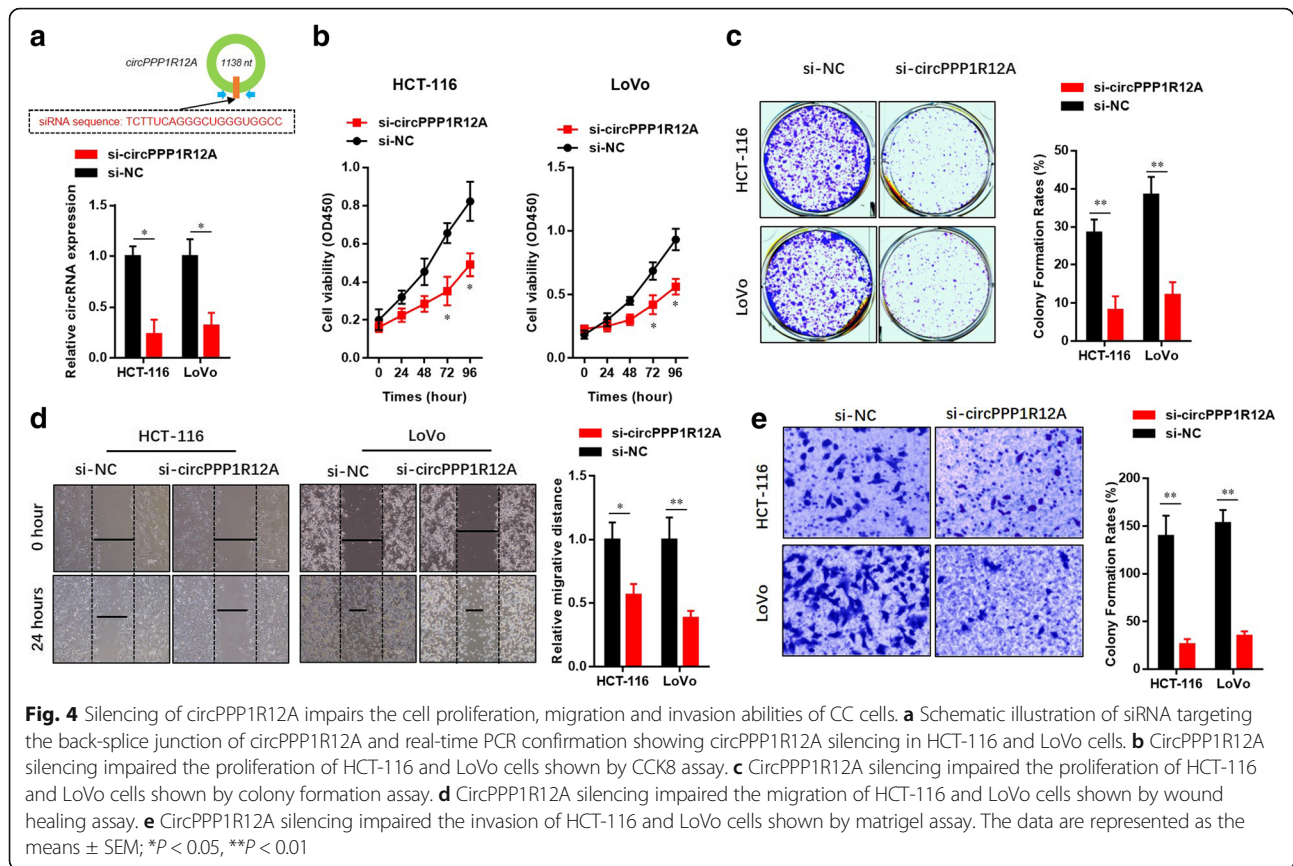 a
circPPP1R12A
1138 nt
siRNA sequence: TCTTUCAGGGCUGGGUGGCC
si-circPPP1R12A
si-NC
Relative circRNA expression
1.5
1.0
0.5
0.0
*
*
HCT-116
LoVo
b
HCT-116
si-circPPP1R12A
si-NC
Cell viability (OD450)
1.0
0.8
0.6
0.4
0.2
0.0
*
*
0 24 48 72 96
Times (hour)
LoVo
si-circPPP1R12A
si-NC
Cell viability (OD450)
1.5
1.0
0.5
0.0
*
*
0 24 48 72 96
Times (hour)
c
si-NC si-circPPP1R12A
HCT-116
LoVo
si-circPPP1R12A
si-NC
Colony Formation Rates (%)
50
40
30
20
10
0
**
**
HCT-116
LoVo
d
HCT-116
LoVo
si-NC si-circPPP1R12A
si-NC si-circPPP1R12A
0 hour
24 hours
si-circPPP1R12A
si-NC
Relative migrative distance
1.5
1.0
0.5
0.0
*
**
HCT-116 LoVo
e
si-NC si-circPPP1R12A
HCT-116
LoVo
si-circPPP1R12A
si-NC
Colony Formation Rates (%)
200
150
100
50
0
**
**
HCT-116 LoVo
Fig. 4 Silencing of circPPP1R12A impairs the cell proliferation, migration and invasion abilities of CC cells. a Schematic illustration of siRNA targeting
the back-splice junction of circPPP1R12A and real-time PCR confirmation showing circPPP1R12A silencing in HCT-116 and LoVo cells. b CircPPP1R12A
silencing impaired the proliferation of HCT-116 and LoVo cells shown by CCK8 assay. c CircPPP1R12A silencing impaired the proliferation of HCT-116
and LoVo cells shown by colony formation assay. d CircPPP1R12A silencing impaired the migration of HCT-116 and LoVo cells shown by wound
healing assay. e CircPPP1R12A silencing impaired the invasion of HCT-116 and LoVo cells shown by matrigel assay. The data are represented as the
means ± SEM; *P < 0.05, **P < 0.01